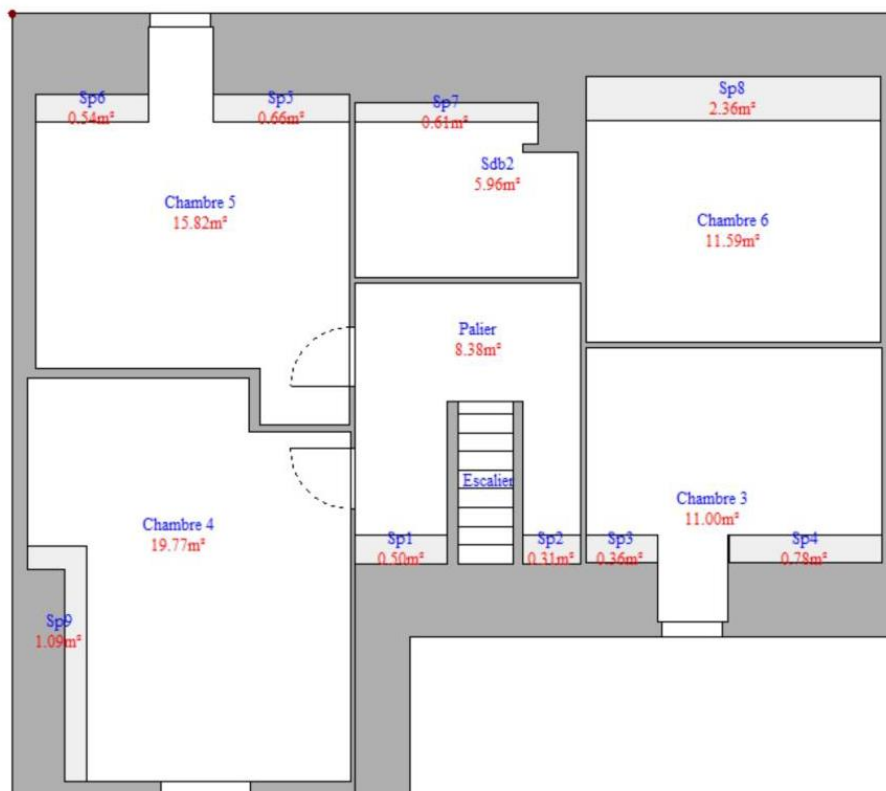 Sp6
0.54m²
Sp5
0.66m²
Sp7
0.61m²
Sp8
2.36m²
Sdb2
5.96m²
Chambre 5
15.82m²
Chambre 6
11.59m²
Palier
8.38m²
Escalier
Chambre 4
19.77m²
Chambre 3
11.00m²
Sp1
0.50m²
Sp2
0.31m²
Sp3
0.36m²
Sp4
0.78m²
Sp9
1.09m²